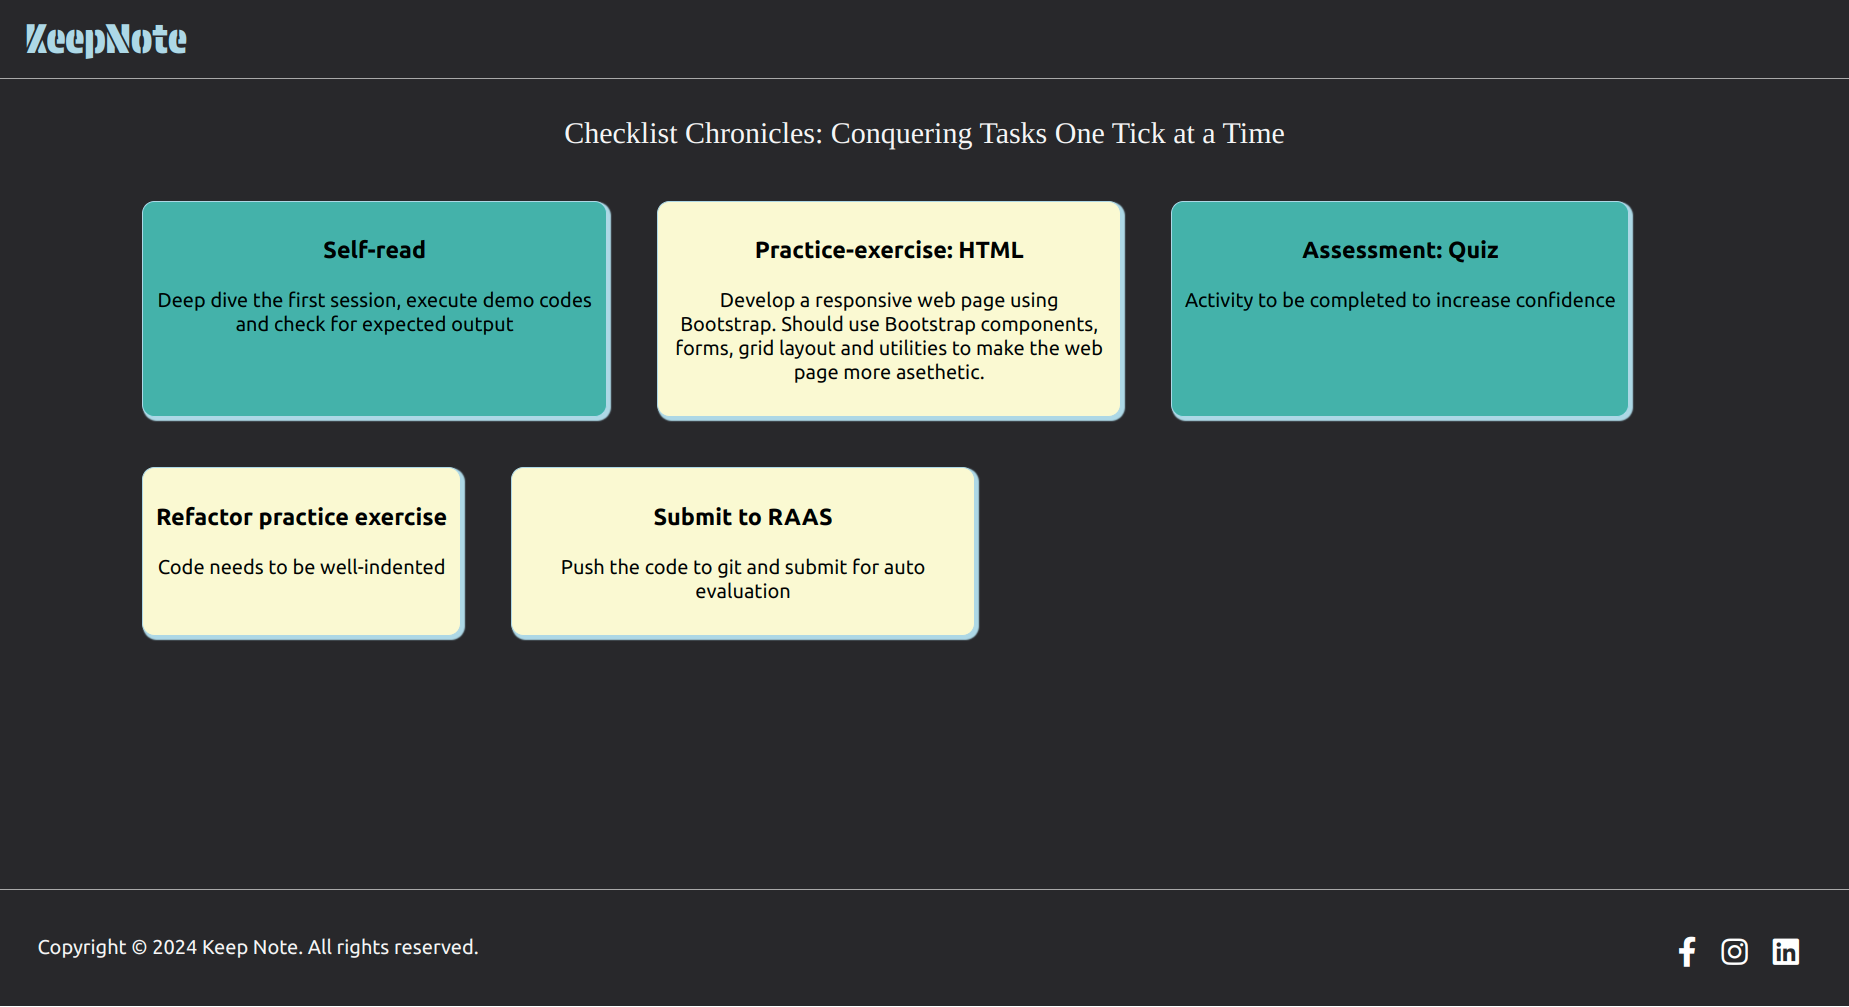 KeepNote
Checklist Chronicles: Conquering Tasks One Tick at a Time
Self-read
Deep dive the first session, execute demo codes
and check for expected output
Practice-exercise: HTML
Develop a responsive web page using
Bootstrap. Should use Bootstrap components,
forms, grid layout and utilities to make the web
page more asethetic.
Assessment: Quiz
Activity to be completed to increase confidence
Refactor practice exercise
Code needs to be well-indented
Submit to RAAS
Push the code to git and submit for auto
evaluation
Copyright © 2024 Keep Note. All rights reserved.